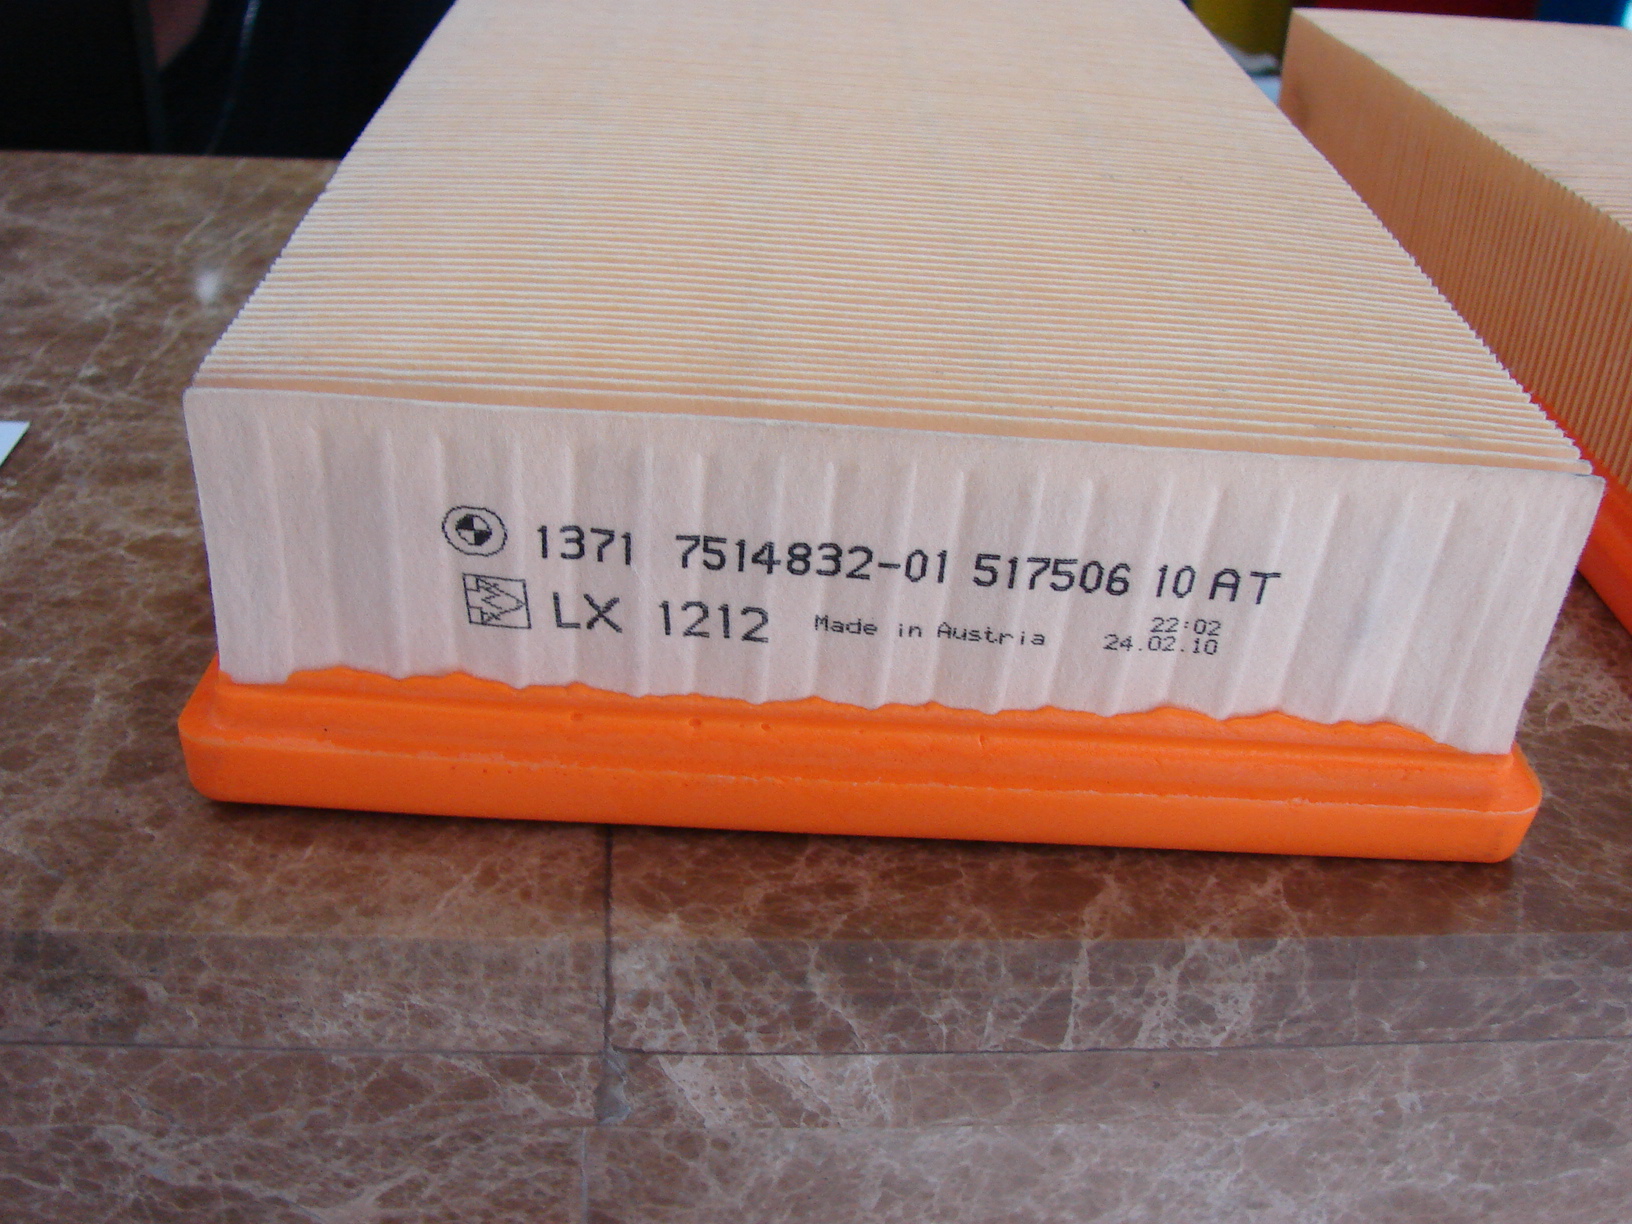 1371 7514832-01 517506 10 AT
LX 1212 Made in Austria
22:02
24.02.10